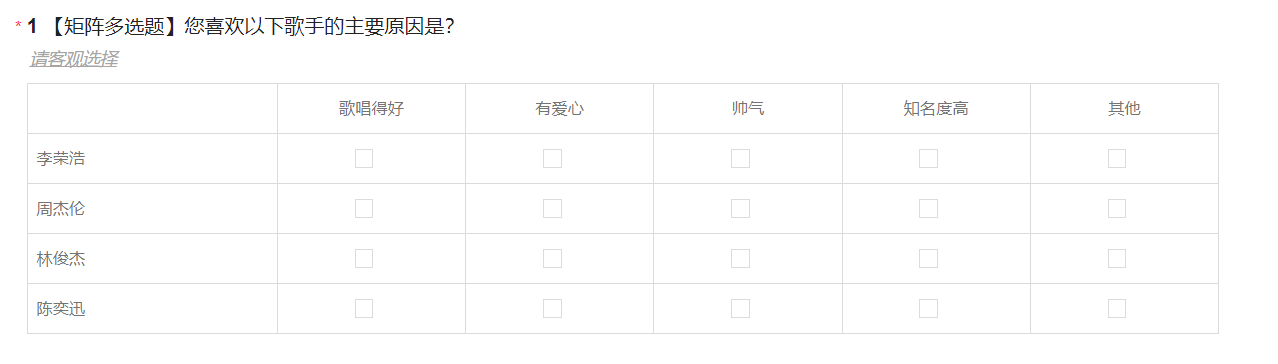 * 1 【矩阵多选题】您喜欢以下歌手的主要原因是?
请客观选择
歌唱得好 有爱心 帅气 知名度高 其他
李荣浩
周杰伦
林俊杰
陈奕迅